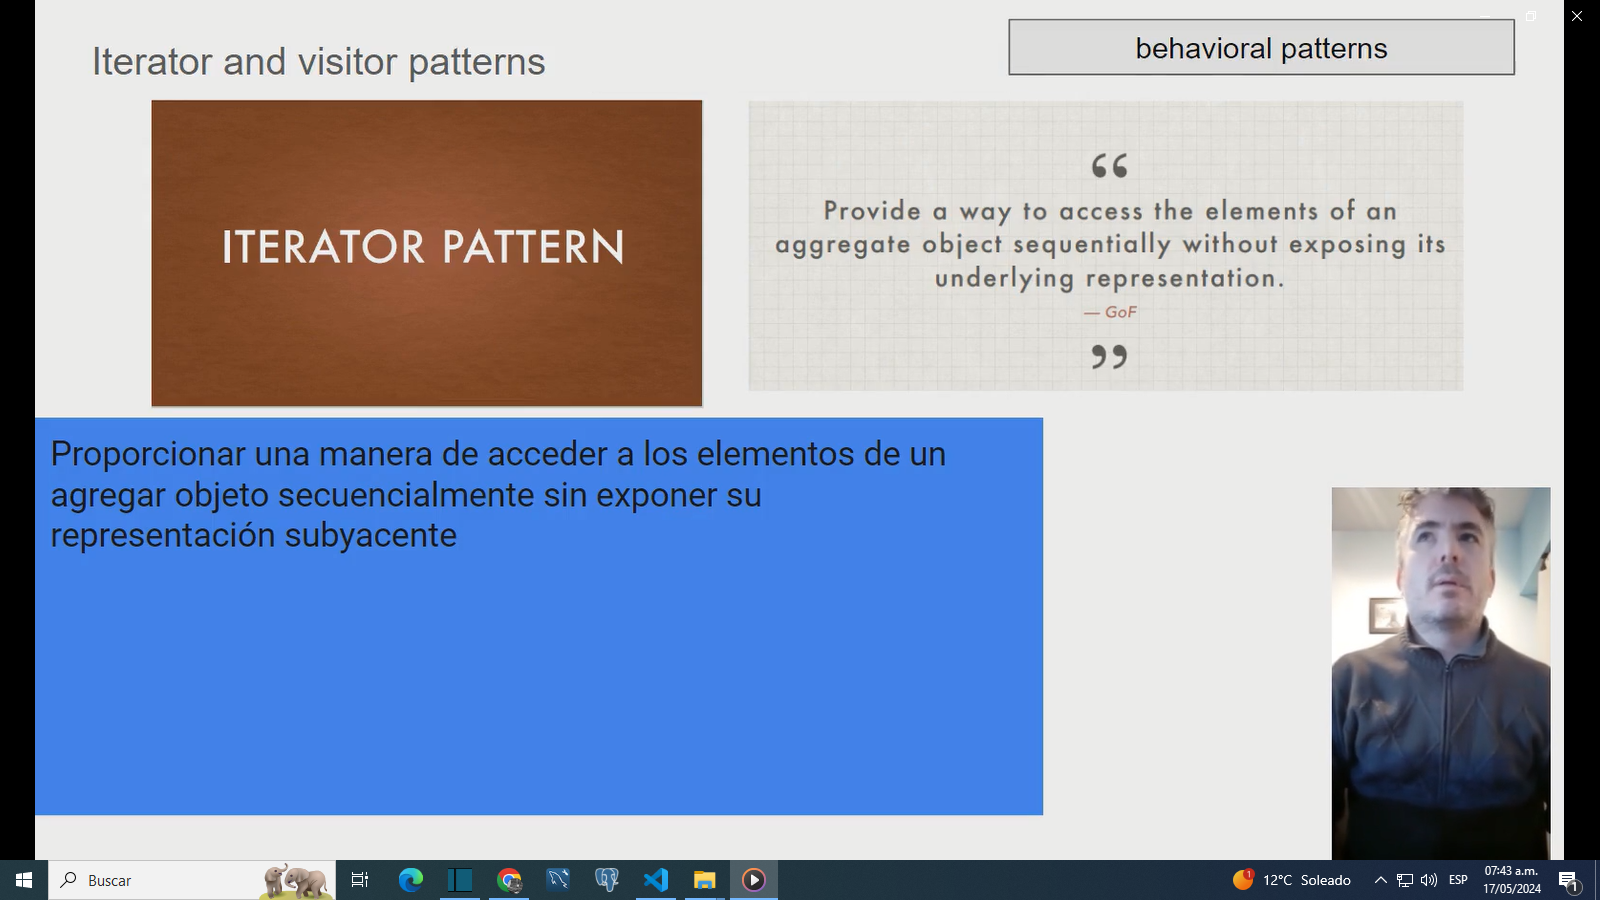 Iterator and visitor patterns
behavioral patterns
ITERATOR PATTERN
“
Provide a way to access the elements of an
aggregate object sequentially without exposing its
underlying representation.
— GoF
”
Proporcionar una manera de acceder a los elementos de un
agregar objeto secuencialmente sin exponer su
representación subyacente
Buscar
1
12°C Soleado
ESP
07:43 a.m.
17/05/2024
1